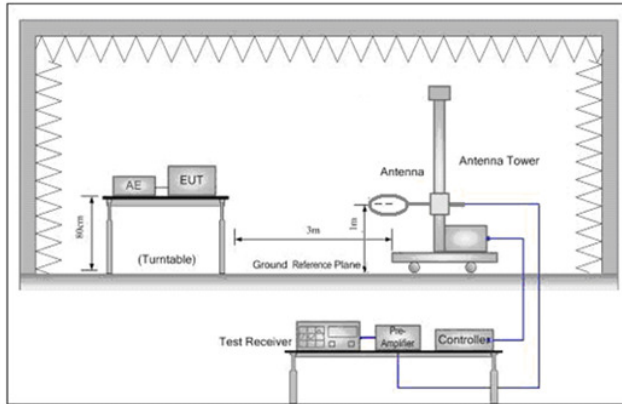 Antenna
Antenna Tower
AE
EUT
80cm
3m
1m
(Turntable)
Ground Reference Plane
Test Receiver
Pre-
Amplifier
Controller